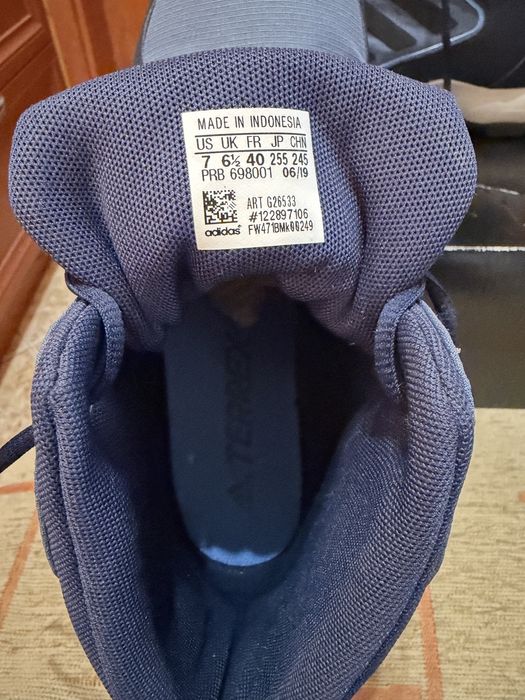 MADE IN INDONESIA
US UK FR JP CHN
7 6½ 40 255 245
PRB 698001 06/19
ART G26533
#122897106
adidas FW471BMk00249
TERREX